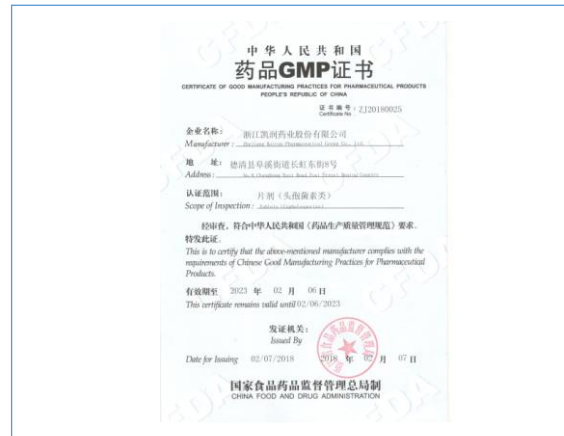 中华人民共和国
药品GMP证书
CERTIFICATE OF GOOD MANUFACTURING PRACTICES FOR PHARMACEUTICAL PRODUCTS
PEOPLE'S REPUBLIC OF CHINA
证书编号: ZJ20180025
Certificate No
企业名称: 浙江凯润药业股份有限公司
Manufacturer:
地 址: 德清县阜溪街道长虹东街8号
Address:
认证范围: 片剂（头孢菌素类）
Scope of Inspection:
经审查，符合中华人民共和国《药品生产质量管理规范》要求。
特发此证。
This is to certify that the above-mentioned manufacturer complies with the
requirements of Chinese Good Manufacturing Practices for Pharmaceutical
Products.
有效期至 2023 年 02 月 06 日
This certificate remains valid until 02/06/2023
发证机关:
Issued By
Date for Issuing 02/07/2018 2018 年 02 月 07 日
国家食品药品监督管理总局制
CHINA FOOD AND DRUG ADMINISTRATION